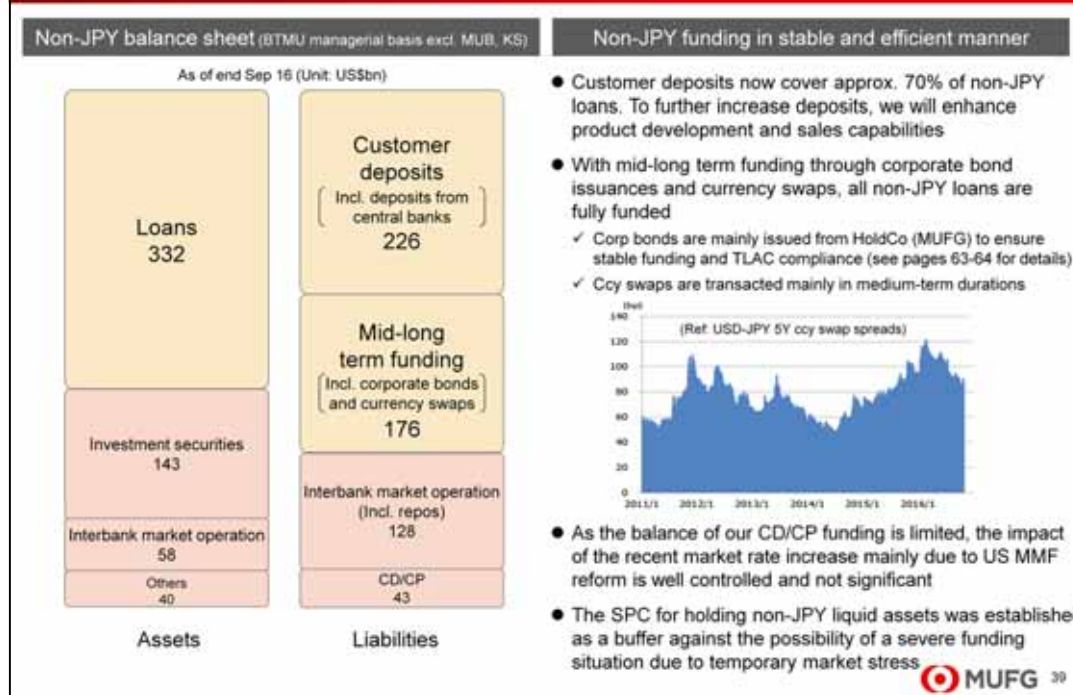 Non-JPY balance sheet (BTMU managerial basis excl. MUB, KS)
As of end Sep 16 (Unit: US$bn)
Loans
332
Investment securities
143
Interbank market operation
58
Others
40
Assets
Customer
deposits
Incl. deposits from
central banks
226
Mid-long
term funding
Incl. corporate bonds
and currency swaps
176
Interbank market operation
(Incl. repos)
128
CD/CP
43
Liabilities
Non-JPY funding in stable and efficient manner
● Customer deposits now cover approx. 70% of non-JPY
loans. To further increase deposits, we will enhance
product development and sales capabilities
● With mid-long term funding through corporate bond
issuances and currency swaps, all non-JPY loans are
fully funded
✓ Corp bonds are mainly issued from HoldCo (MUFG) to ensure
stable funding and TLAC compliance (see pages 63-64 for details)
✓ Ccy swaps are transacted mainly in medium-term durations
(Ref: USD-JPY 5Y ccy swap spreads)
140
120
100
80
60
40
20
0
2011/1 2012/1 2013/1 2014/1 2015/1 2016/1
● As the balance of our CD/CP funding is limited, the impact
of the recent market rate increase mainly due to US MMF
reform is well controlled and not significant
● The SPC for holding non-JPY liquid assets was establishe
as a buffer against the possibility of a severe funding
situation due to temporary market stress
MUFG 39